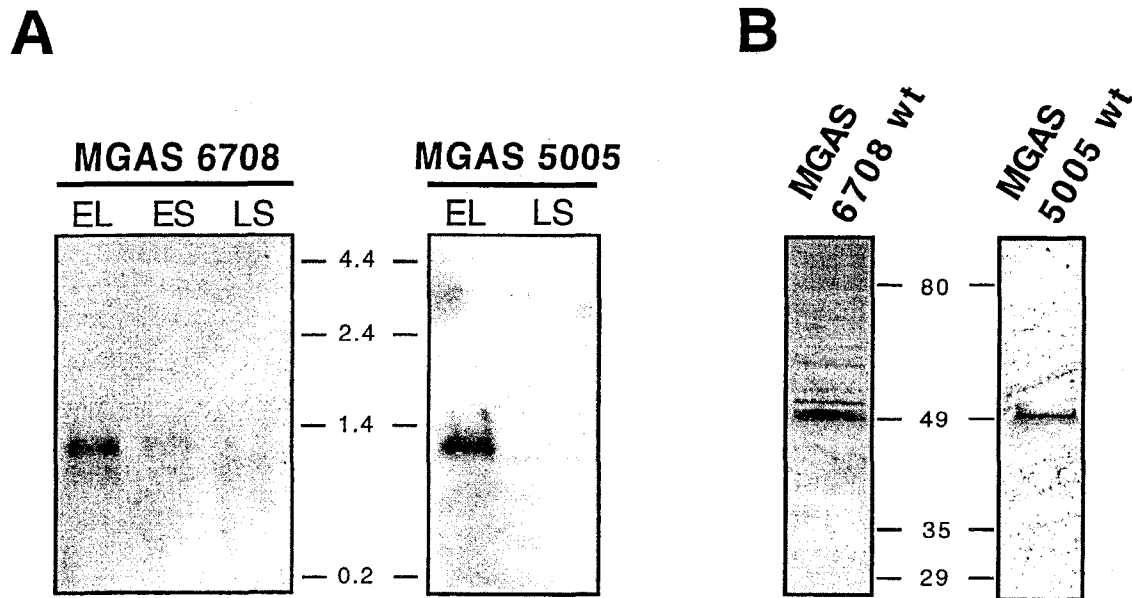 A
MGAS 6708
EL ES LS
MGAS 5005
EL LS
4.4
2.4
1.4
0.2
B
MGAS
6708 wt
MGAS
5005 wt
80
49
35
29